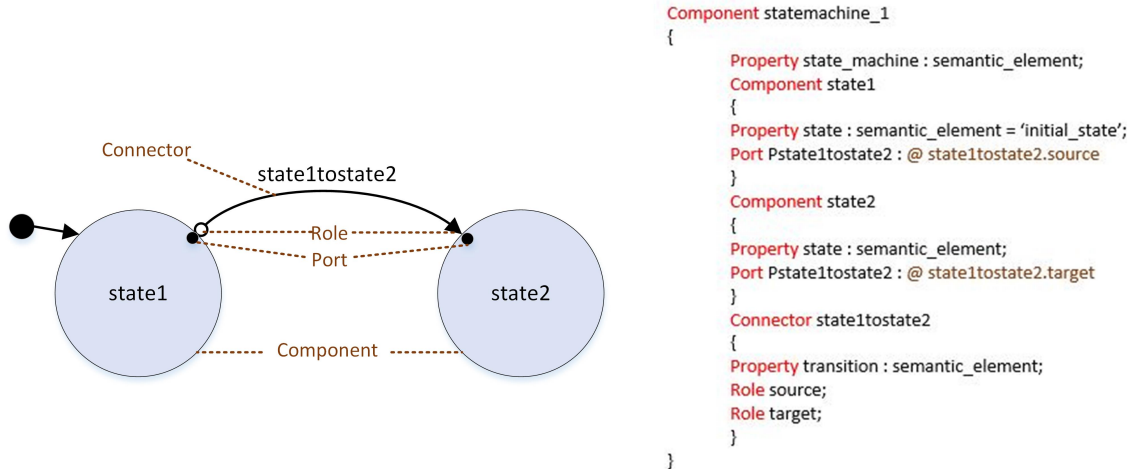 Connector
state1tostate2
Role
Port
state1
state2
Component
Component statemachine_1
{
Property state_machine : semantic_element;
Component state1
{
Property state : semantic_element = ‘initial_state’;
Port Pstate1tostate2 : @ state1tostate2.source
}
Component state2
{
Property state : semantic_element;
Port Pstate1tostate2 : @ state1tostate2.target
}
Connector state1tostate2
{
Property transition : semantic_element;
Role source;
Role target;
}
}